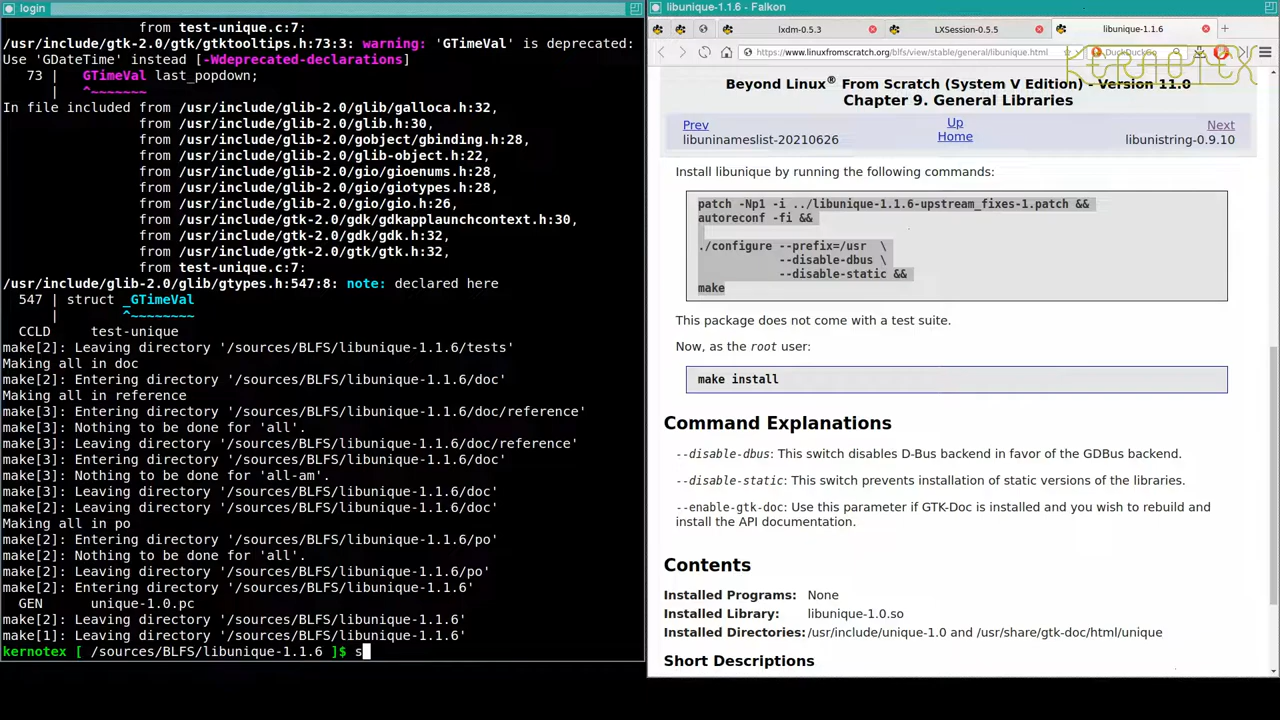 login
from test-unique.c:7:
/usr/include/gtk-2.0/gtk/gtktooltips.h:73:3: warning: 'GTimeVal' is deprecated:
Use 'GDateTime' instead [-Wdeprecated-declarations]
73 | GTimeVal last_popdown;
| ^~~~~~~~
In file included from /usr/include/glib-2.0/glib/galloca.h:32,
from /usr/include/glib-2.0/glib.h:30,
from /usr/include/glib-2.0/gobject/gbinding.h:28,
from /usr/include/glib-2.0/glib-object.h:22,
from /usr/include/glib-2.0/gio/gioenums.h:28,
from /usr/include/glib-2.0/gio/giotypes.h:28,
from /usr/include/glib-2.0/gio/gio.h:26,
from /usr/include/gtk-2.0/gdk/gdkapplaunchcontext.h:30,
from /usr/include/gtk-2.0/gdk/gdk.h:32,
from /usr/include/gtk-2.0/gtk/gtk.h:32,
from test-unique.c:7:
/usr/include/glib-2.0/glib/gtypes.h:547:8: note: declared here
547 | struct _GTimeVal
| ^~~~~~~~~
CCLD test-unique
make[2]: Leaving directory '/sources/BLFS/libunique-1.1.6/tests'
Making all in doc
make[2]: Entering directory '/sources/BLFS/libunique-1.1.6/doc'
Making all in reference
make[3]: Entering directory '/sources/BLFS/libunique-1.1.6/doc/reference'
make[3]: Nothing to be done for 'all'.
make[3]: Leaving directory '/sources/BLFS/libunique-1.1.6/doc/reference'
make[3]: Entering directory '/sources/BLFS/libunique-1.1.6/doc'
make[3]: Nothing to be done for 'all-am'.
make[3]: Leaving directory '/sources/BLFS/libunique-1.1.6/doc'
make[2]: Leaving directory '/sources/BLFS/libunique-1.1.6/doc'
Making all in po
make[2]: Entering directory '/sources/BLFS/libunique-1.1.6/po'
make[2]: Nothing to be done for 'all'.
make[2]: Leaving directory '/sources/BLFS/libunique-1.1.6/po'
make[2]: Entering directory '/sources/BLFS/libunique-1.1.6'
GEN unique-1.0.pc
make[2]: Leaving directory '/sources/BLFS/libunique-1.1.6'
make[1]: Leaving directory '/sources/BLFS/libunique-1.1.6'
kernotex [ /sources/BLFS/libunique-1.1.6 ]$ s
libunique-1.1.6 - Falkon
lxdm-0.5.3
LXSession-0.5.5
libunique-1.1.6
https://www.linuxfromscratch.org/blfs/view/stable/general/libunique.html
DuckDuckGo
KERNOTEX
Beyond Linux® From Scratch (System V Edition) - Version 11.0
Chapter 9. General Libraries
Prev Up Next
libuninameslist-20210626 Home libunistring-0.9.10
Install libunique by running the following commands:
patch -Np1 -i ../libunique-1.1.6-upstream_fixes-1.patch &&
autoreconf -fi &&
./configure --prefix=/usr \
--disable-dbus \
--disable-static &&
make
This package does not come with a test suite.
Now, as the root user:
make install
Command Explanations
--disable-dbus: This switch disables D-Bus backend in favor of the GDBus backend.
--disable-static: This switch prevents installation of static versions of the libraries.
--enable-gtk-doc: Use this parameter if GTK-Doc is installed and you wish to rebuild and
install the API documentation.
Contents
Installed Programs: None
Installed Library: libunique-1.0.so
Installed Directories: /usr/include/unique-1.0 and /usr/share/gtk-doc/html/unique
Short Descriptions